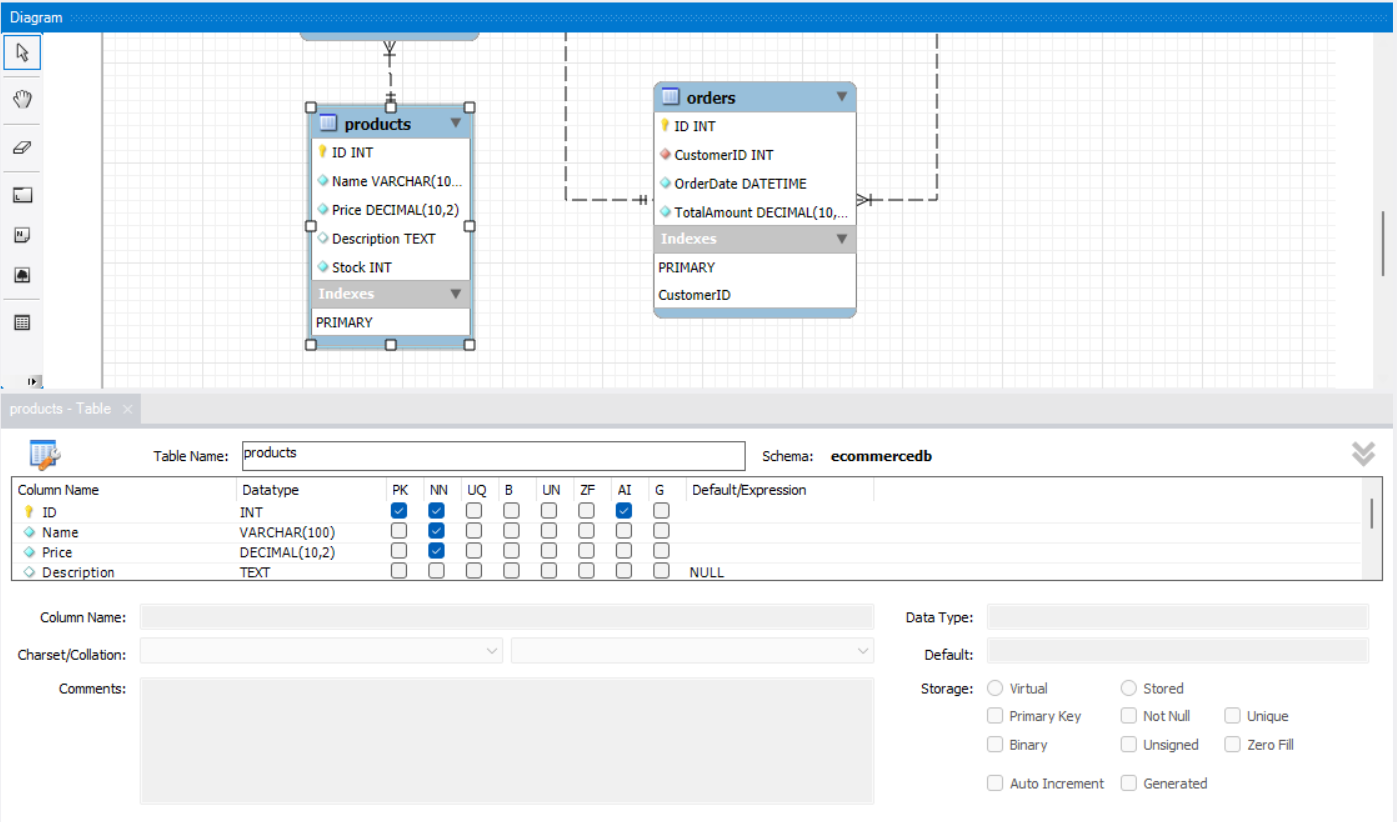 Diagram
products
ID INT
Name VARCHAR(10...
Price DECIMAL(10,2)
Description TEXT
Stock INT
Indexes
PRIMARY
orders
ID INT
CustomerID INT
OrderDate DATETIME
TotalAmount DECIMAL(10,...
Indexes
PRIMARY
CustomerID
products - Table
Table Name: products Schema: ecommercedb
Column Name Datatype PK NN UQ B UN ZF AI G Default/Expression
ID INT
Name VARCHAR(100)
Price DECIMAL(10,2)
Description TEXT NULL
Column Name: Data Type:
Charset/Collation: Default:
Comments: Storage: Virtual Stored
Primary Key Not Null Unique
Binary Unsigned Zero Fill
Auto Increment Generated